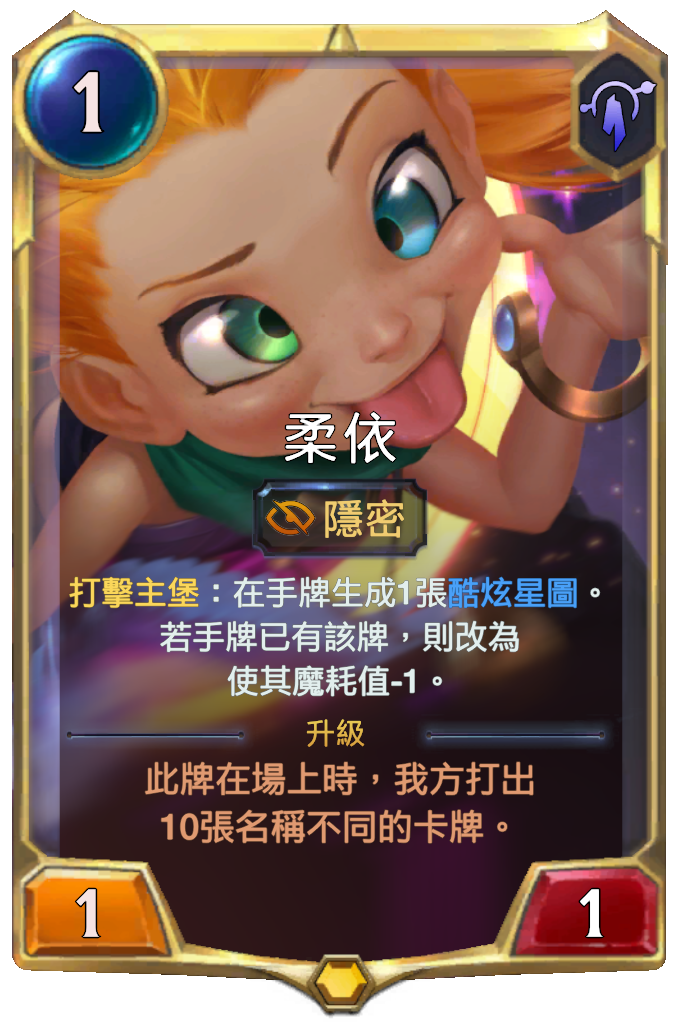 1
柔依
隱密
打擊主堡：在手牌生成1張酷炫星圖。
若手牌已有該牌，則改為
使其魔耗值-1。
升級
此牌在場上時，我方打出
10張名稱不同的卡牌。
1
1